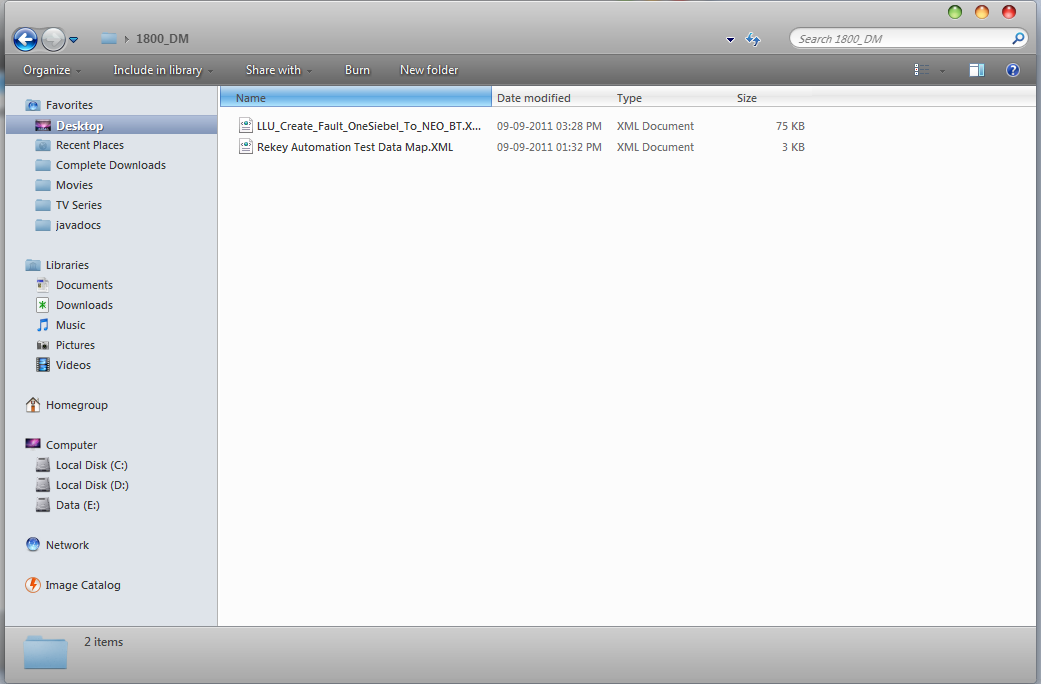 1800_DM
Search 1800_DM
Organize Include in library Share with Burn New folder
Name Date modified Type Size
LLU_Create_Fault_OneSiebel_To_NEO_BT.X... 09-09-2011 03:28 PM XML Document 75 KB
Rekey Automation Test Data Map.XML 09-09-2011 01:32 PM XML Document 3 KB
Favorites
Desktop
Recent Places
Complete Downloads
Movies
TV Series
javadocs
Libraries
Documents
Downloads
Music
Pictures
Videos
Homegroup
Computer
Local Disk (C:)
Local Disk (D:)
Data (E:)
Network
Image Catalog
2 items